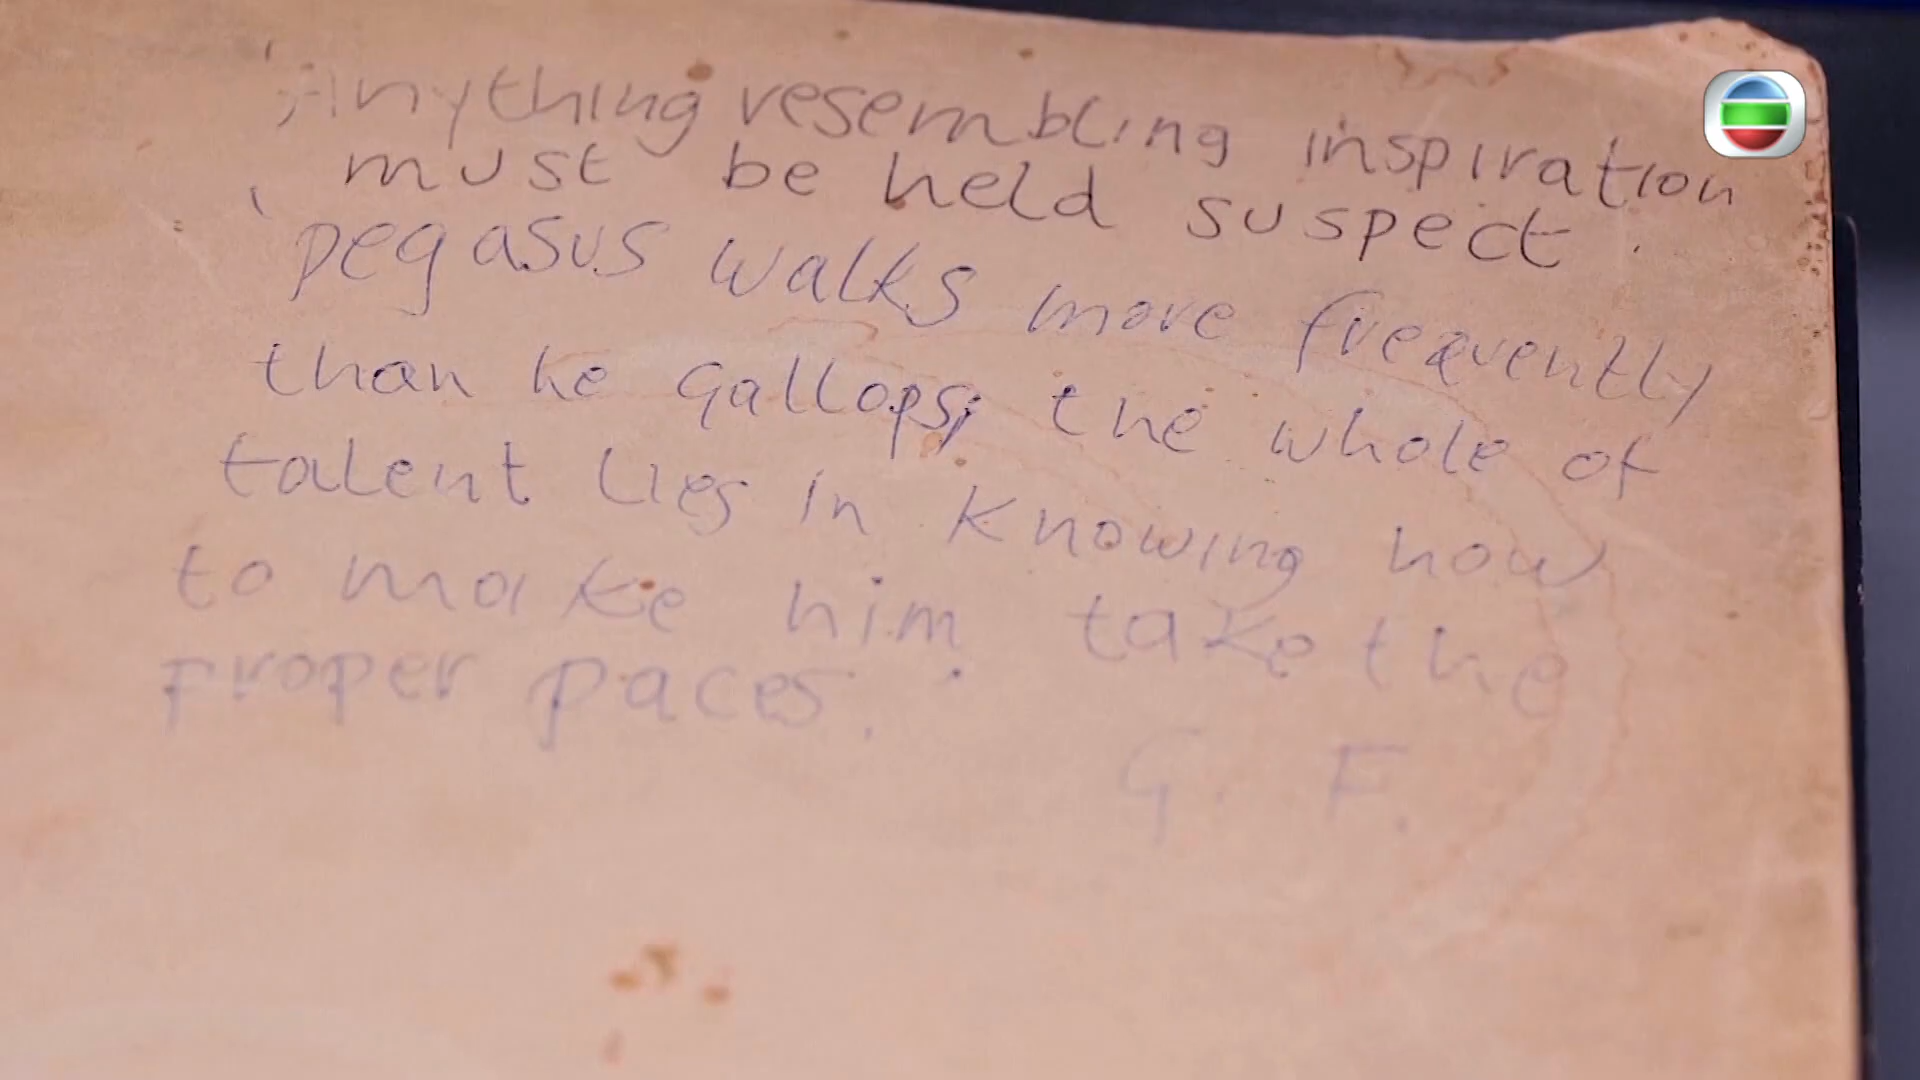 'Anything resembling inspiration
must be held suspect.
'pegasus walks more frequently
than he gallops; the whole of
talent lies in knowing how
to make him take the
proper paces.'
G. F.